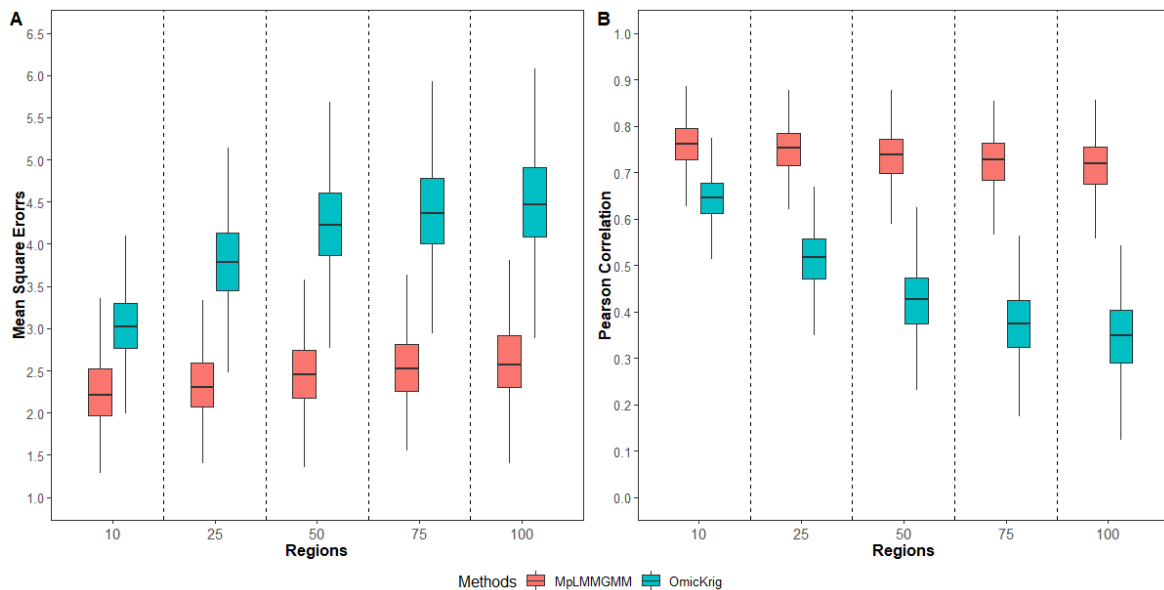 A
B
Mean Square Erorrs
6.5
6.0
5.5
5.0
4.5
4.0
3.5
3.0
2.5
2.0
1.5
1.0
10 25 50 75 100
Regions
Pearson Correlation
1.0
0.9
0.8
0.7
0.6
0.5
0.4
0.3
0.2
0.1
0.0
10 25 50 75 100
Regions
Methods MpLMMGMM OmicKrig